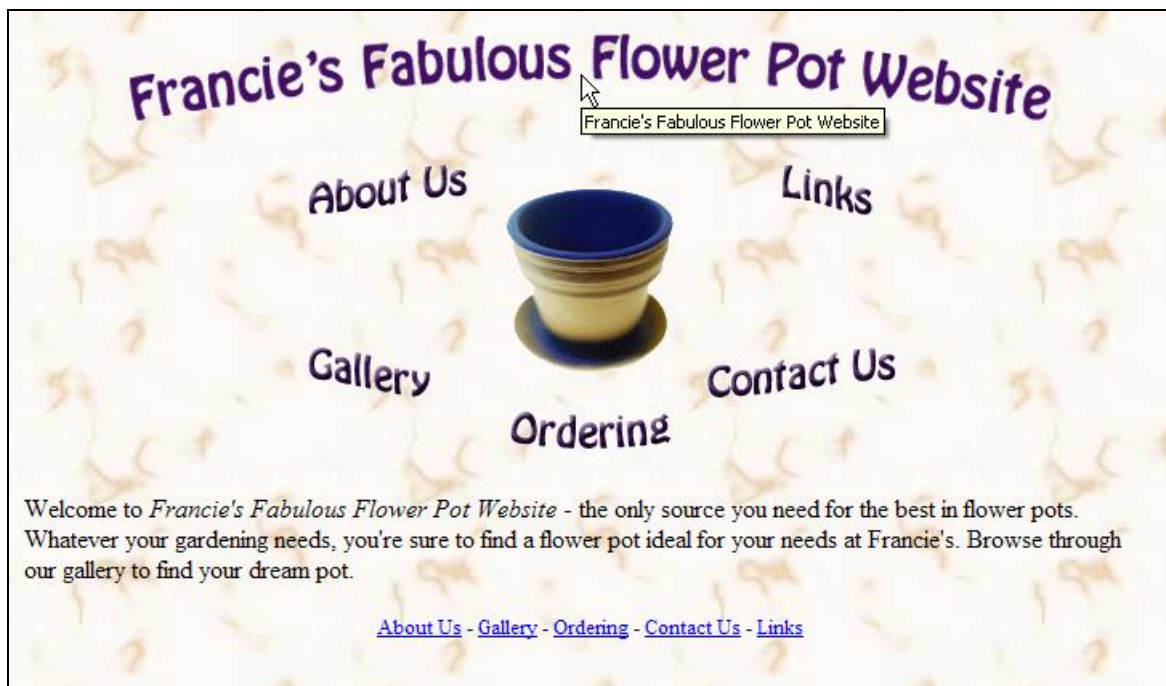 Francie's Fabulous Flower Pot Website
Francie's Fabulous Flower Pot Website
About Us
Links
Gallery
Contact Us
Ordering
Welcome to Francie's Fabulous Flower Pot Website - the only source you need for the best in flower pots.
Whatever your gardening needs, you're sure to find a flower pot ideal for your needs at Francie's. Browse through
our gallery to find your dream pot.
About Us - Gallery - Ordering - Contact Us - Links